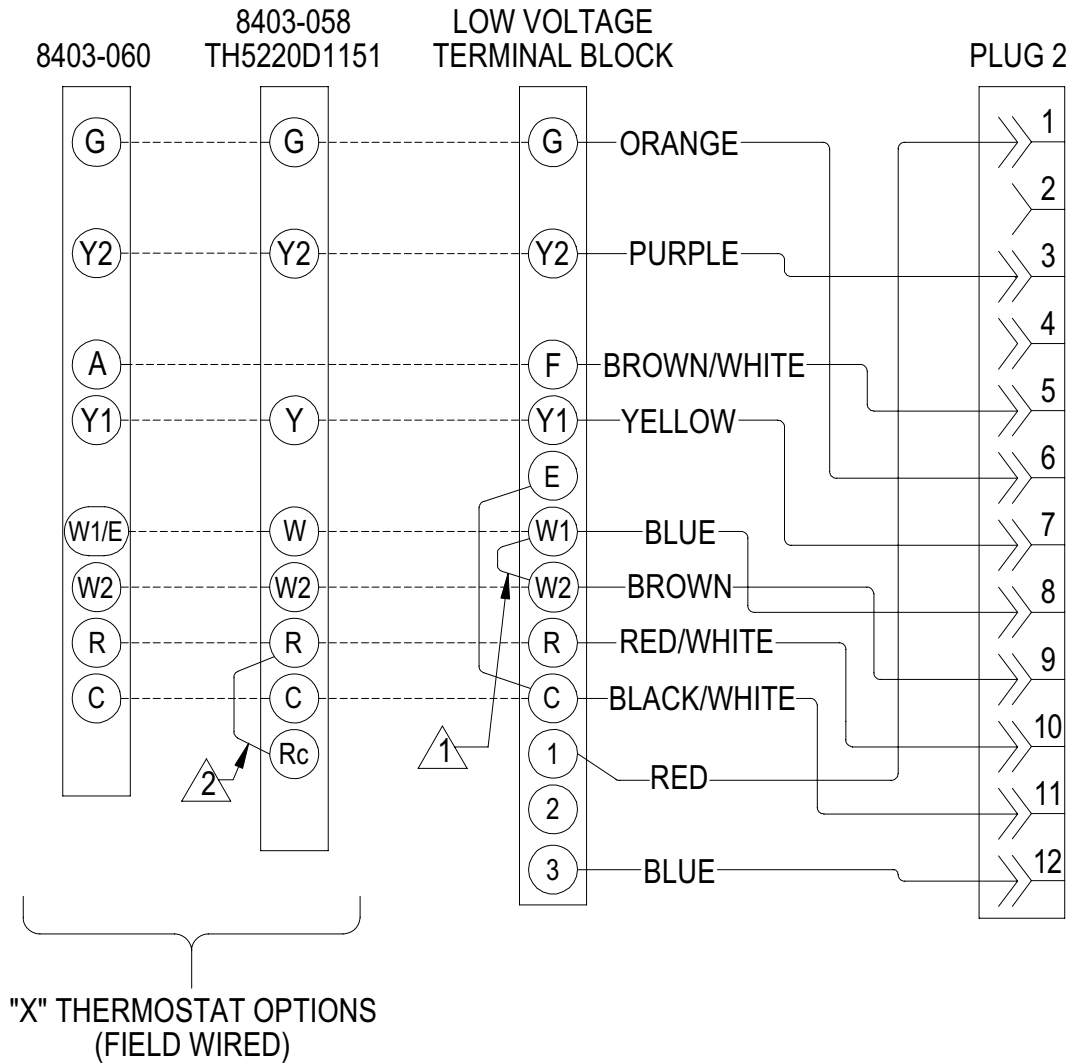 8403-060
8403-058
TH5220D1151
LOW VOLTAGE
TERMINAL BLOCK
PLUG 2
G G G ORANGE 1
2
Y2 Y2 Y2 PURPLE 3
4
A F BROWN/WHITE 5
Y1 Y Y1 YELLOW
E 6
W1/E W W1 BLUE 7
W2 W2 W2 BROWN 8
R R R RED/WHITE 9
C C C BLACK/WHITE 10
2 Rc 1 1 RED 11
2
3 BLUE 12
"X" THERMOSTAT OPTIONS
(FIELD WIRED)